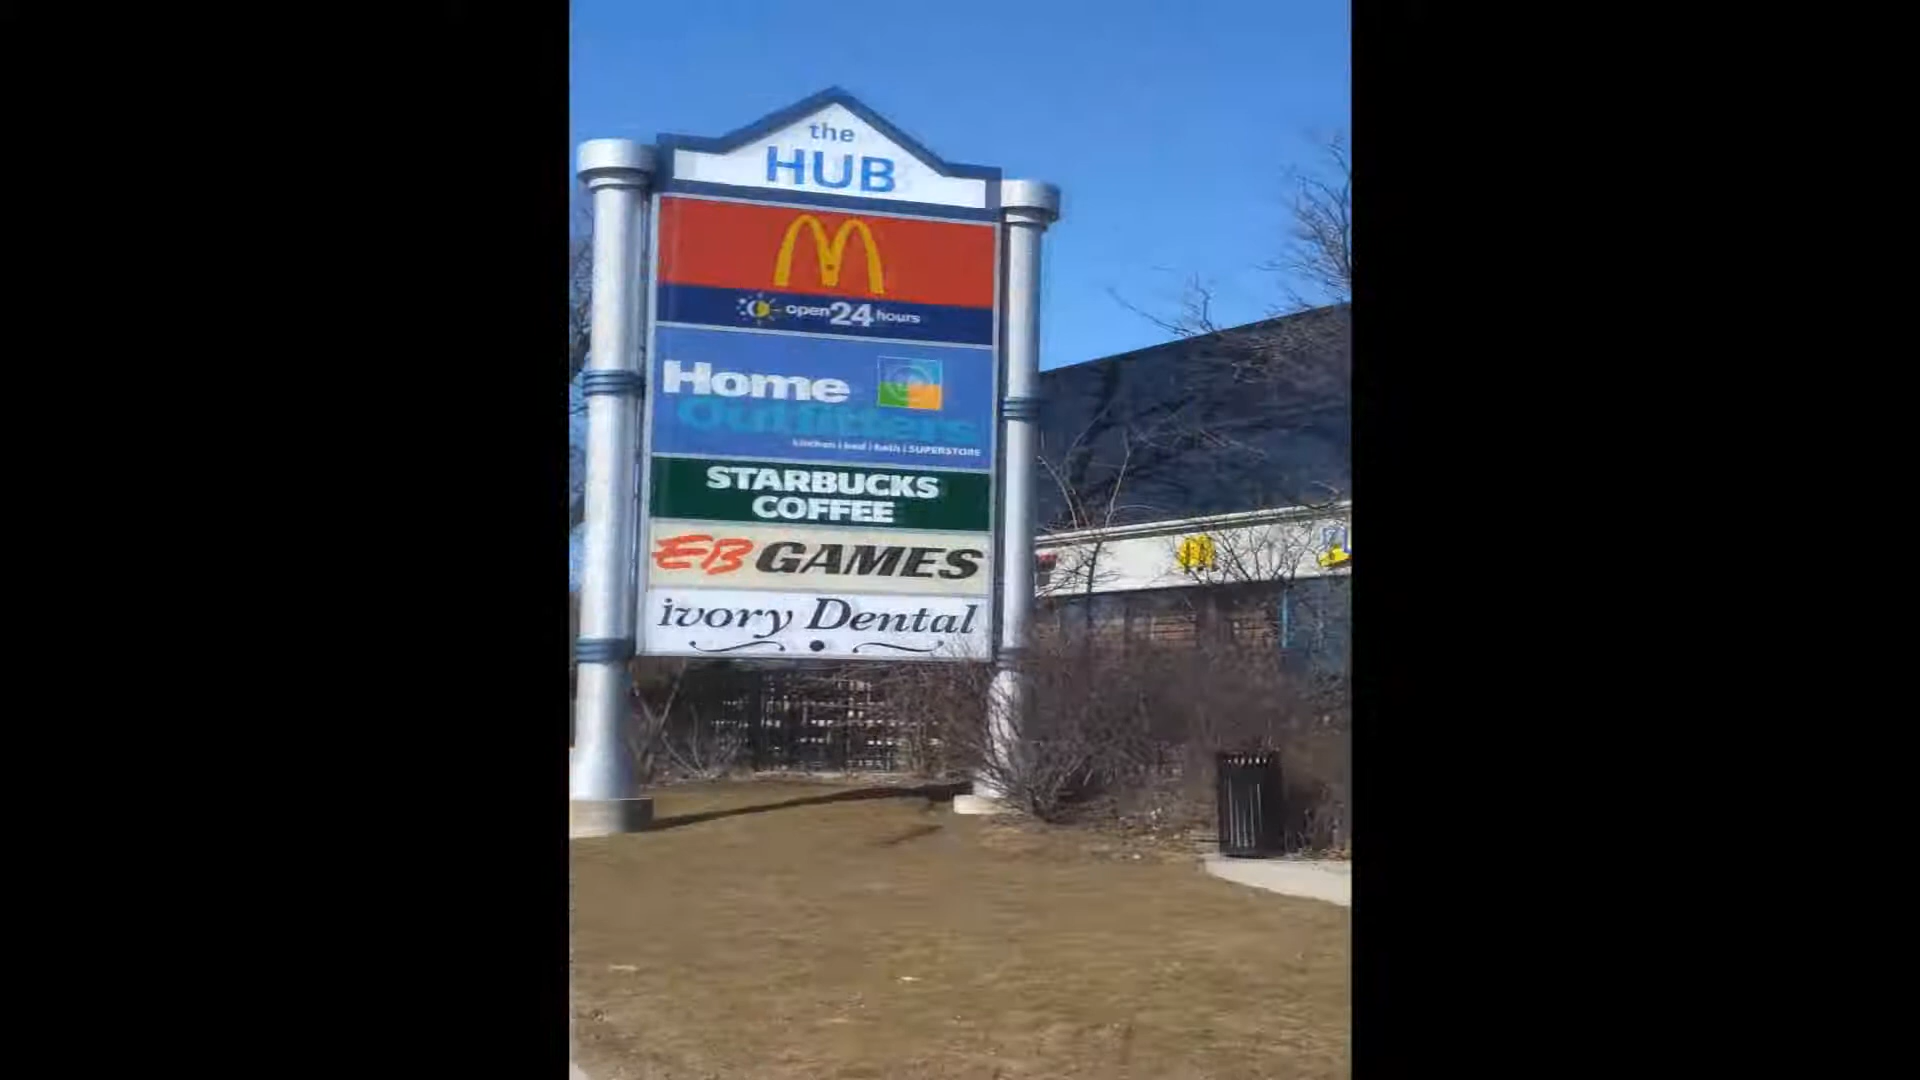 the
HUB
open 24 hours
Home
Outfitters
kitchen | bed | bath | SUPERSTORE
STARBUCKS
COFFEE
EB GAMES
ivory Dental